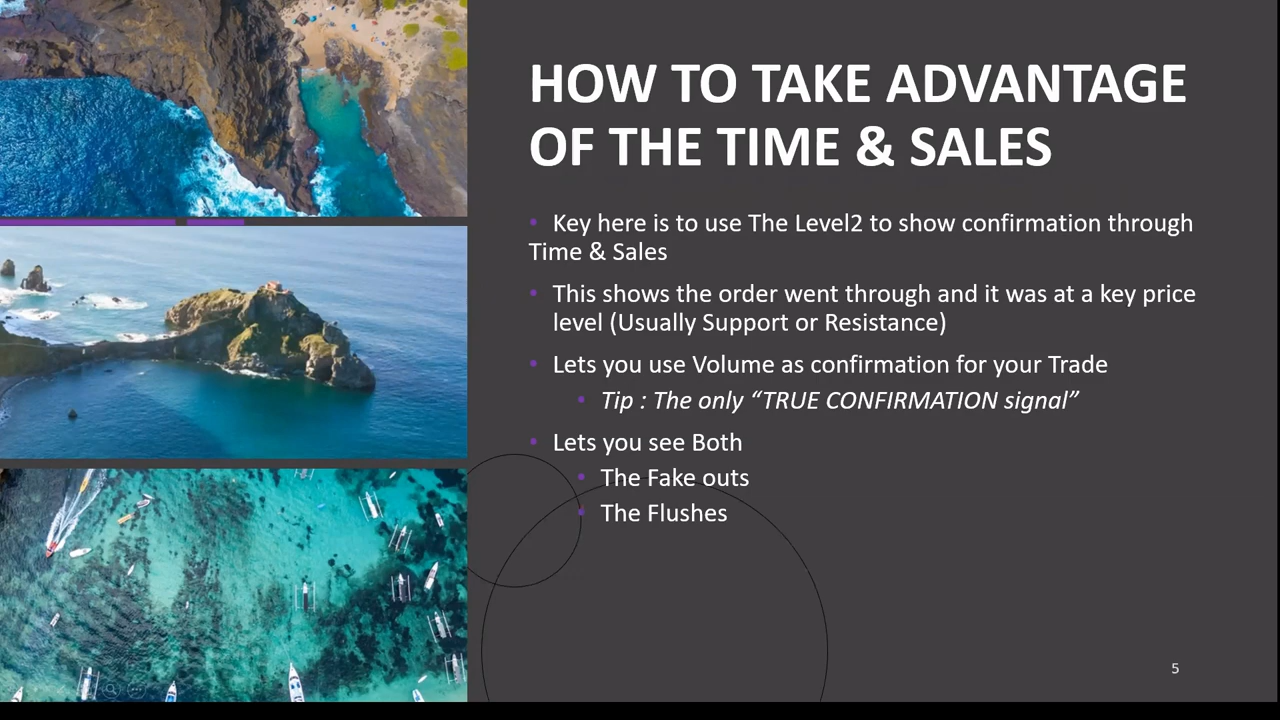 HOW TO TAKE ADVANTAGE
OF THE TIME & SALES
• Key here is to use The Level2 to show confirmation through
Time & Sales
• This shows the order went through and it was at a key price
level (Usually Support or Resistance)
• Lets you use Volume as confirmation for your Trade
• Tip : The only “TRUE CONFIRMATION signal”
• Lets you see Both
• The Fake outs
• The Flushes
5